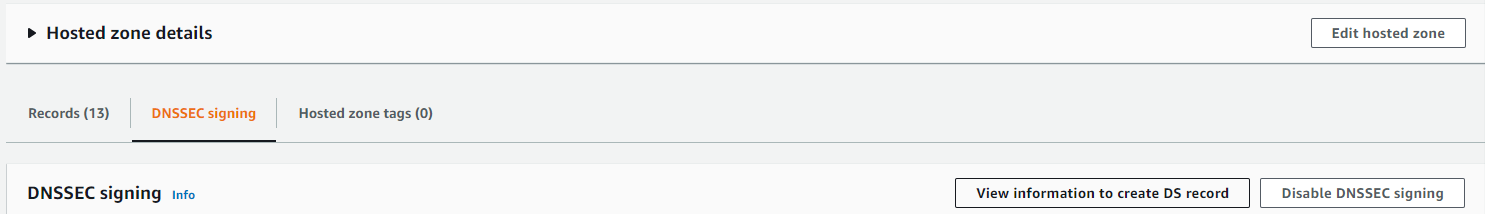 Hosted zone details
Edit hosted zone
Records (13)
DNSSEC signing
Hosted zone tags (0)
DNSSEC signing Info
View information to create DS record
Disable DNSSEC signing